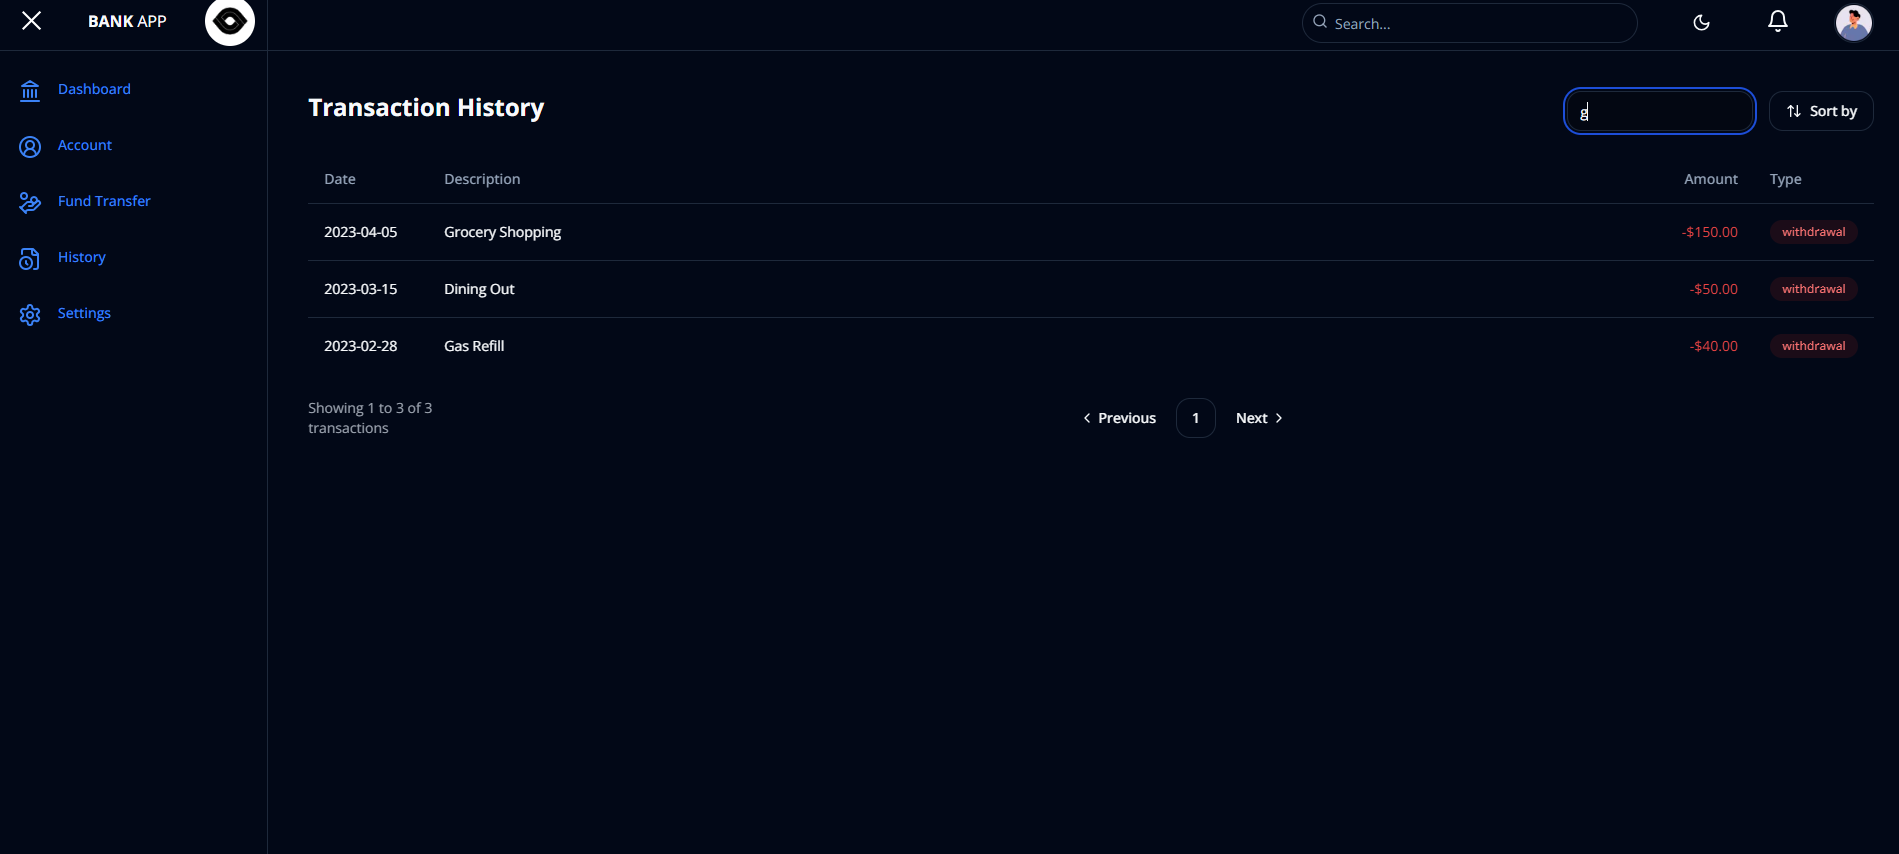 BANK APP
Search...
Dashboard
Account
Fund Transfer
History
Settings
Transaction History
g
Sort by
Date Description Amount Type
2023-04-05 Grocery Shopping -$150.00 withdrawal
2023-03-15 Dining Out -$50.00 withdrawal
2023-02-28 Gas Refill -$40.00 withdrawal
Showing 1 to 3 of 3
transactions
Previous 1 Next